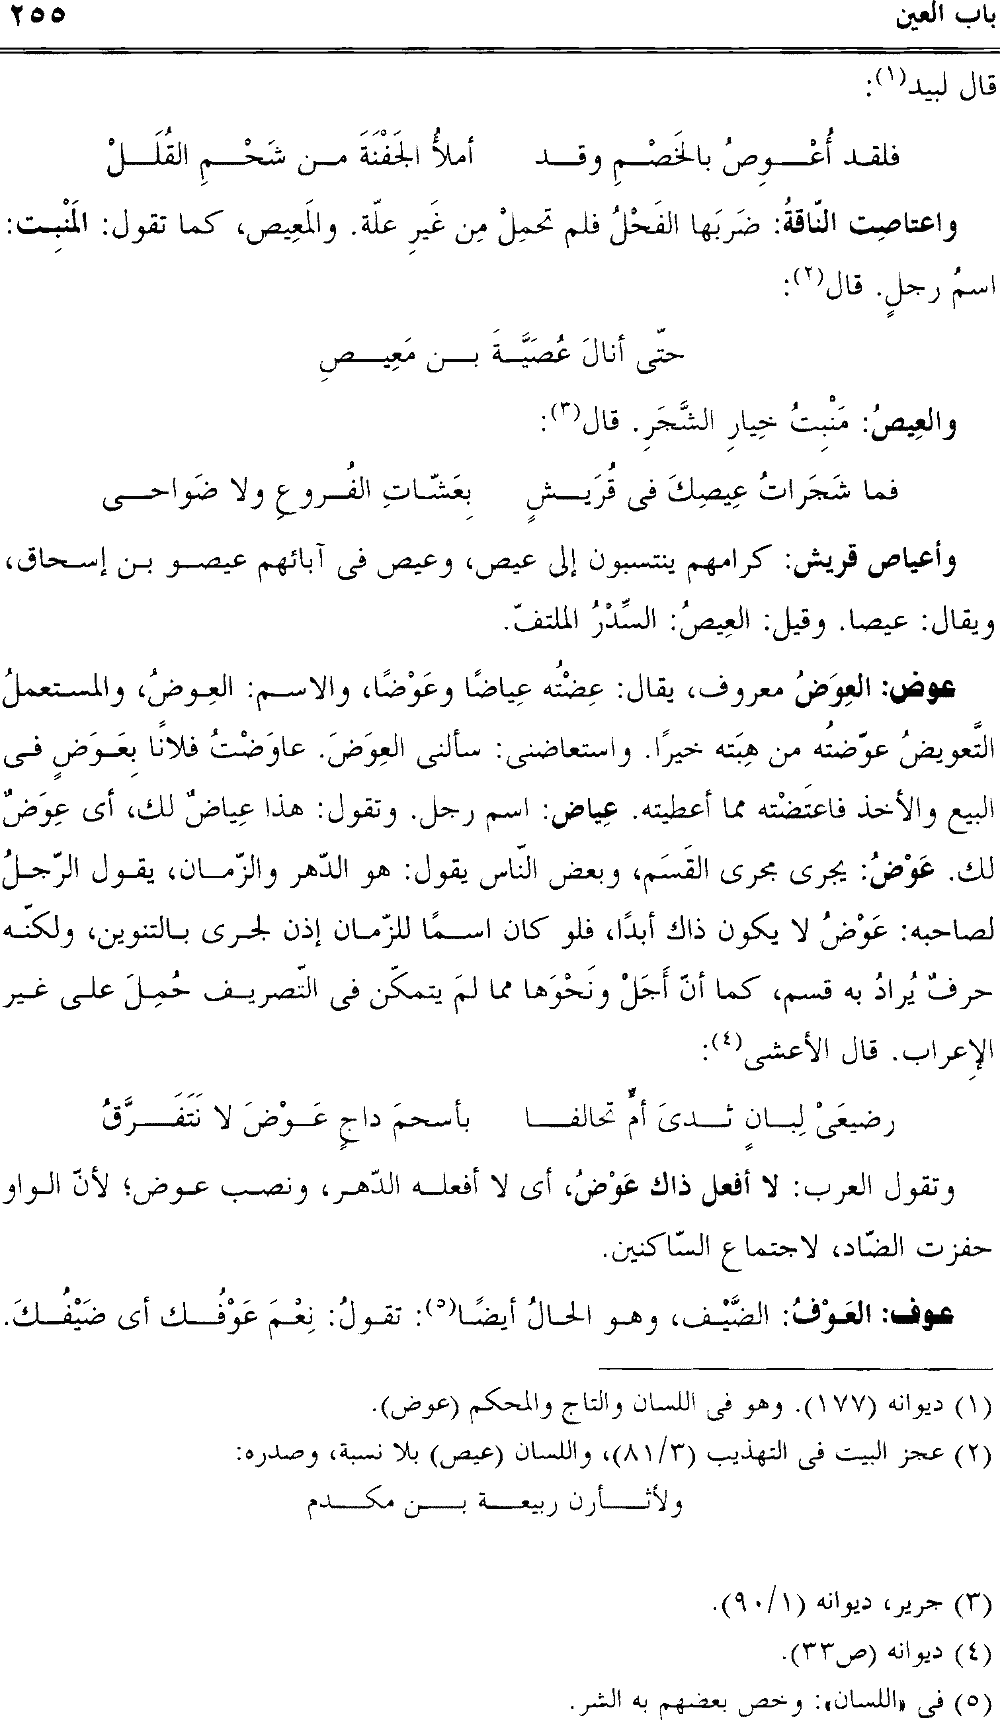 باب العين ٢٥٥
قال لبيد(١):
فلقد أُعْوِصُ بالخَصْمِ وقد أملأُ الجَفْنَةَ من شَحْمِ القُلَلْ
واعتاصِت النّاقةُ: ضَرَبَها الفَحْلُ فلم تحمِلْ مِن غَيرِ علّة. والمَعِيص، كما تقول: المَنْبِت:
اسمُ رجلٍ. قال(٢):
حتّى أنالَ عُصَيَّةَ بن مَعِيصِ
والعِيصُ: مَنْبِتُ خِيارِ الشَّجَرِ. قال(٣):
فما شَجَراتُ عِيصِكَ فى قُرَيشٍ بِعَشّاتِ الفُروعِ ولا ضَواحى
وأعياص قريش: كرامهم ينتسبون إلى عيص، وعيص فى آبائهم عيصو بن إسحاق،
ويقال: عيصا. وقيل: العِيصُ: السِّدْرُ الملتفّ.
عوض: العِوَضُ معروف، يقال: عِضْتُه عِياضًا وعَوْضًا، والاسم: العِوضُ، والمستعملُ
التَّعويضُ عوّضتُه من هِبَته خيرًا. واستعاضنى: سألنى العِوَضَ. عاوَضْتُ فلانًا بِعَوَضٍ فى
البيع والأخذ فاعتَضْته مما أعطيته. عِياض: اسم رجل. وتقول: هذا عِياضٌ لك، أى عِوَضٌ
لك. عَوْضُ: يجرى مجرى القَسَم، وبعض النّاس يقول: هو الدّهر والزّمان، يقول الرّجلُ
لصاحبه: عَوْضُ لا يكون ذاك أبدًا، فلو كان اسمًا للزّمان إذن لجرى بالتنوين، ولكنّه
حرفٌ يُرادُ به قسم، كما أنّ أَجَلْ ونَحْوَها مما لمَ يتمكّن فى التّصريف حُمِلَ على غير
الإِعراب. قال الأعشى(٤):
رضيعَىْ لِبانٍ ثدىَ أمٍّ تحالفا بأسحمَ داجٍ عَوْضَ لا نَتَفَرَّقُ
وتقول العرب: لا أفعل ذاك عَوْضُ، أى لا أفعله الدّهر، ونصب عوض؛ لأنّ الواو
حفزت الضّاد، لاجتماع السّاكنين.
عوف: العَوْفُ: الضَّيْف، وهو الحالُ أيضًا(٥): تقولُ: نِعْمَ عَوْفُك أى ضَيْفُكَ.
(١) ديوانه (١٧٧). وهو فى اللسان والتاج والمحكم (عوض).
(٢) عجز البيت فى التهذيب (٨١/٣)، واللسان (عيص) بلا نسبة، وصدره:
ولأثأرن ربيعة بن مكدم
(٣) جرير، ديوانه (٩٠/١).
(٤) ديوانه (ص٣٣).
(٥) فى «اللسان»: وخص بعضهم به الشر.